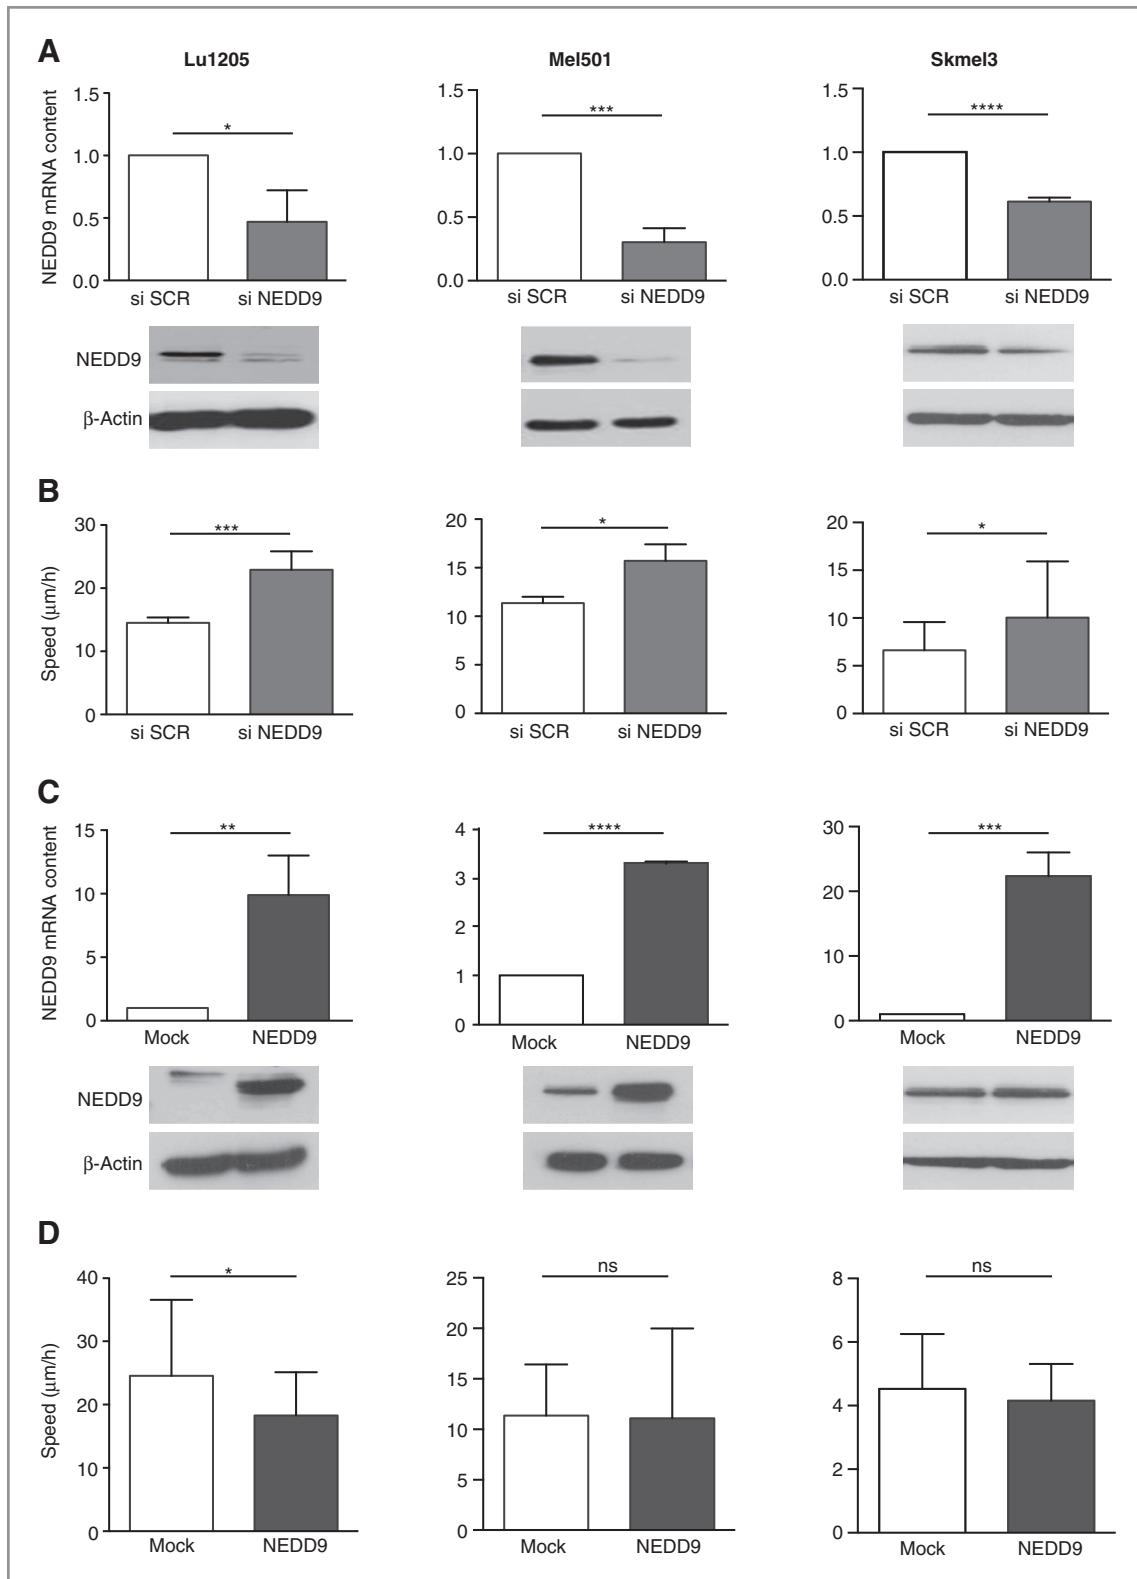 A
Lu1205 Mel501 Skmel3
NEDD9 mRNA content
1.5 1.0 0.5 0.0
*
si SCR si NEDD9
1.5 1.0 0.5 0.0
***
si SCR si NEDD9
1.5 1.0 0.5 0.0
****
si SCR si NEDD9
NEDD9
β-Actin
B
Speed (μm/h)
30 20 10 0
***
si SCR si NEDD9
20 15 10 5 0
*
si SCR si NEDD9
20 15 10 5 0
*
si SCR si NEDD9
C
NEDD9 mRNA content
15 10 5 0
**
Mock NEDD9
4 3 2 1 0
****
Mock NEDD9
30 20 10 0
***
Mock NEDD9
NEDD9
β-Actin
D
Speed (μm/h)
40 30 20 10 0
*
Mock NEDD9
25 20 15 10 5 0
ns
Mock NEDD9
8 6 4 2 0
ns
Mock NEDD9